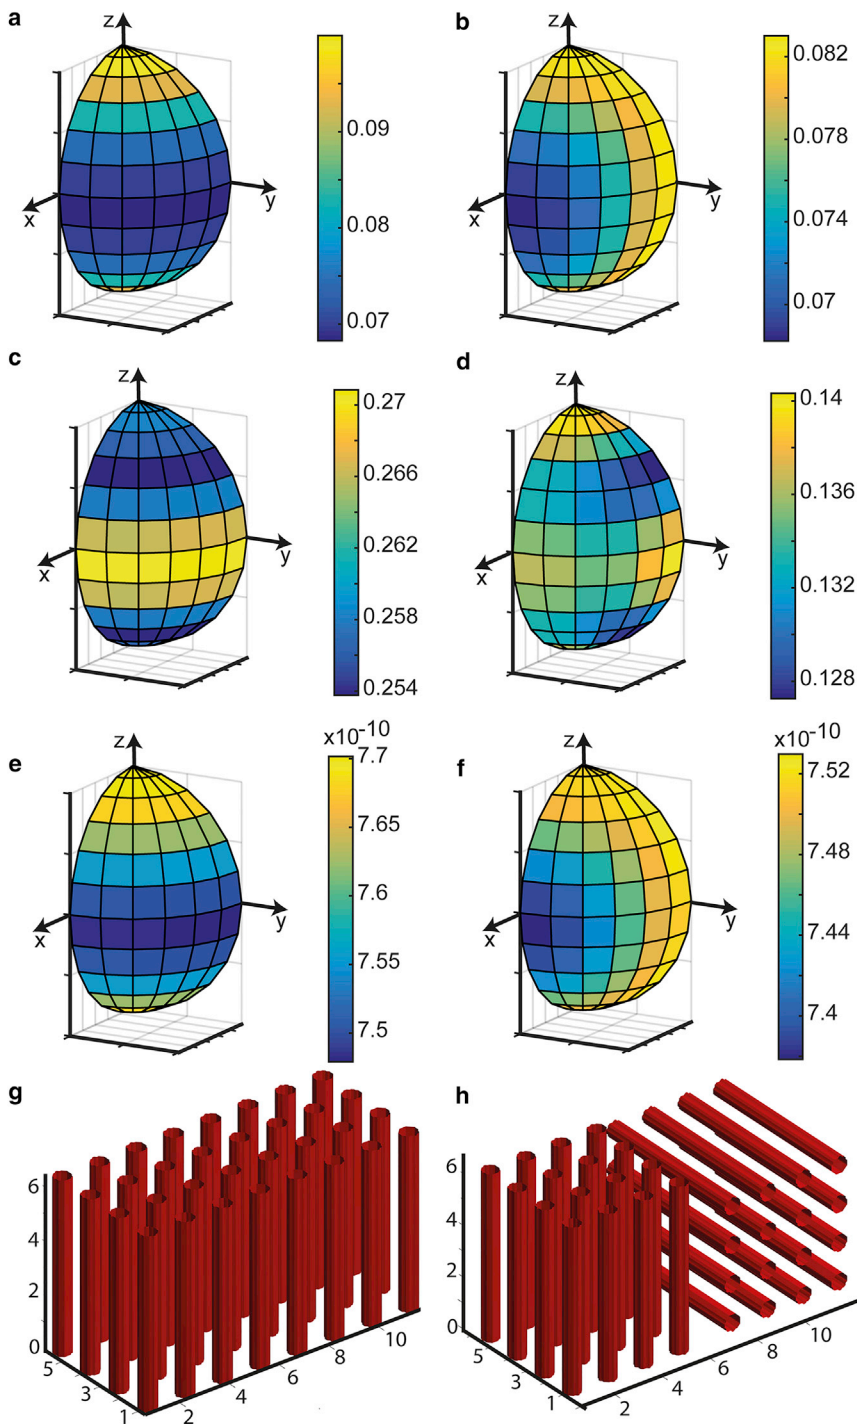 a
z
x
y
0.09
0.08
0.07
b
z
x
y
0.082
0.078
0.074
0.07
c
z
x
y
0.27
0.266
0.262
0.258
0.254
d
z
x
y
0.14
0.136
0.132
0.128
e
z
x
y
x10-10
7.7
7.65
7.6
7.55
7.5
f
z
x
y
x10-10
7.52
7.48
7.44
7.4
g
6
4
2
0
5
3
1
2
4
6
8
10
h
6
4
2
0
5
3
1
2
4
6
8
10